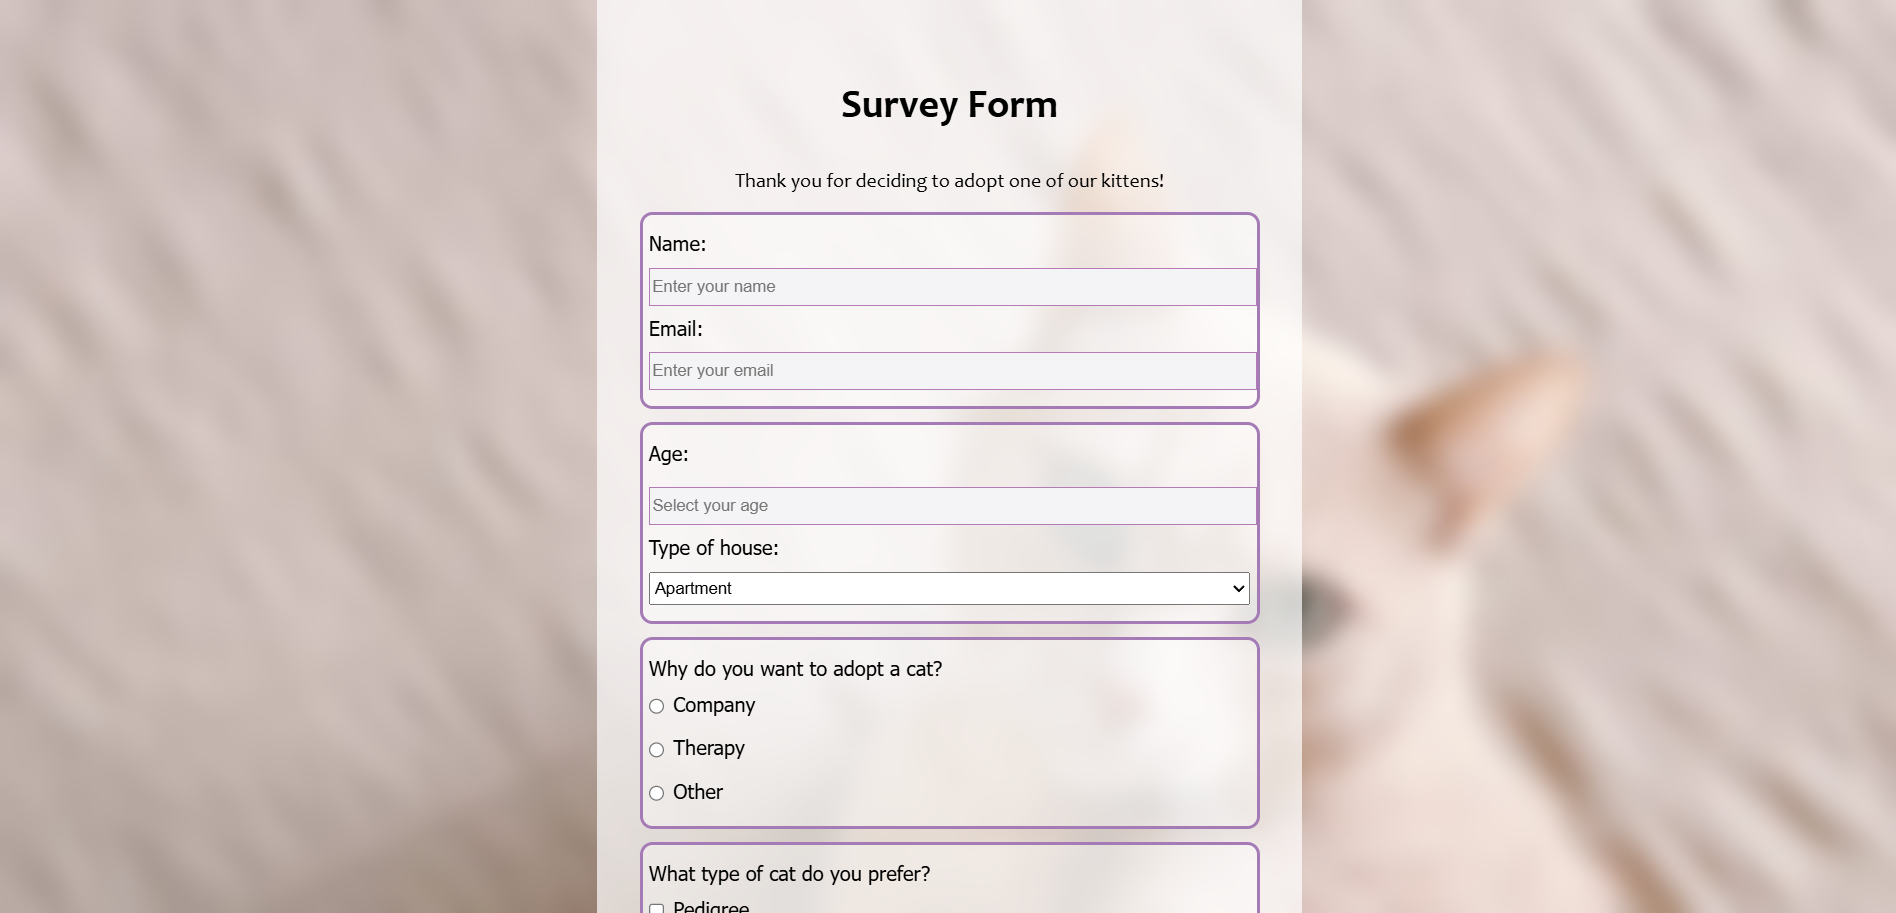 Survey Form
Thank you for deciding to adopt one of our kittens!
Name:
Enter your name
Email:
Enter your email
Age:
Select your age
Type of house:
Apartment
Why do you want to adopt a cat?
Company
Therapy
Other
What type of cat do you prefer?
Pedigree